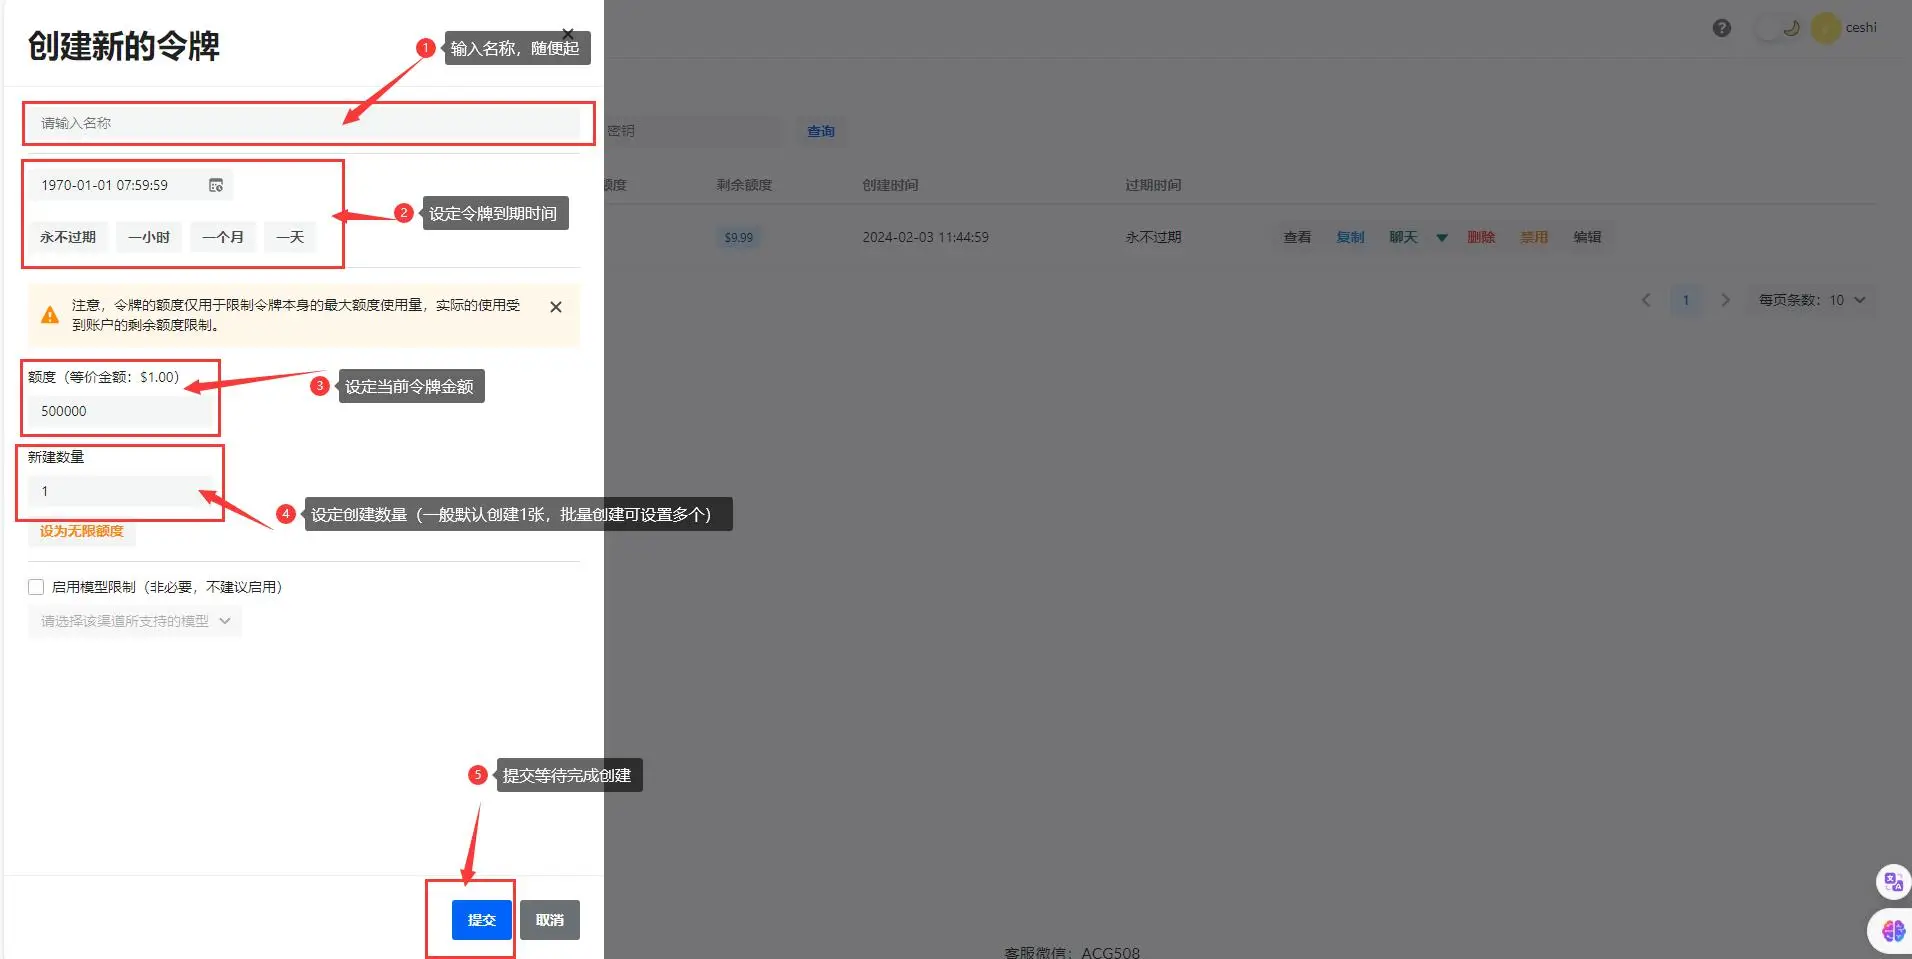 创建新的令牌
1 输入名称，随便起
ceshi
请输入名称
密钥
查询
1970-01-01 07:59:59
2 设定令牌到期时间
额度
剩余额度
创建时间
过期时间
永不过期
一小时
一个月
一天
$9.99
2024-02-03 11:44:59
永不过期
查看
复制
聊天
删除
禁用
编辑
注意，令牌的额度仅用于限制令牌本身的最大额度使用量，实际的使用受
到账户的剩余额度限制。
1
每页条数：10
额度（等价金额：$1.00）
3 设定当前令牌金额
500000
新建数量
1
4 设定创建数量（一般默认创建1张，批量创建可设置多个）
设为无限额度
启用模型限制（非必要，不建议启用）
请选择该渠道所支持的模型
5 提交等待完成创建
提交
取消
客服微信：ACG508